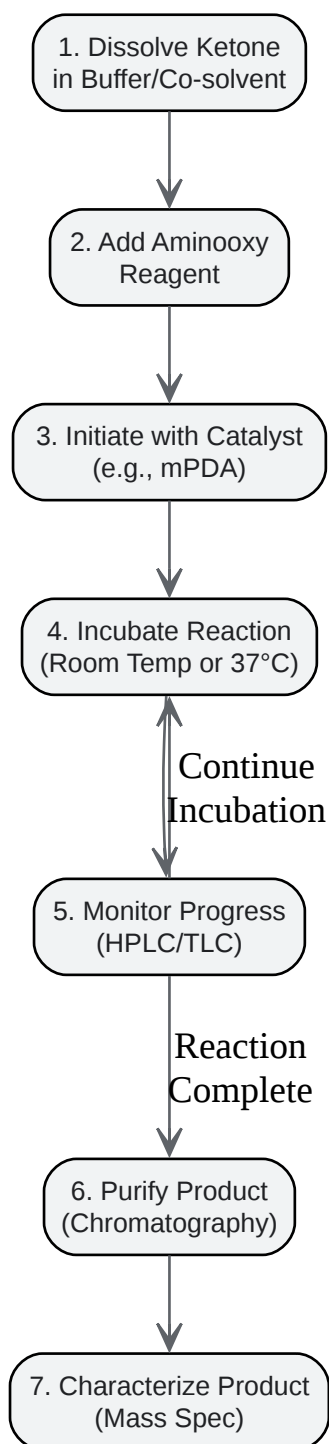 1. Dissolve Ketone
in Buffer/Co-solvent
2. Add Aminooxy
Reagent
3. Initiate with Catalyst
(e.g., mPDA)
4. Incubate Reaction
(Room Temp or 37°C)
Continue
Incubation
5. Monitor Progress
(HPLC/TLC)
Reaction
Complete
6. Purify Product
(Chromatography)
7. Characterize Product
(Mass Spec)